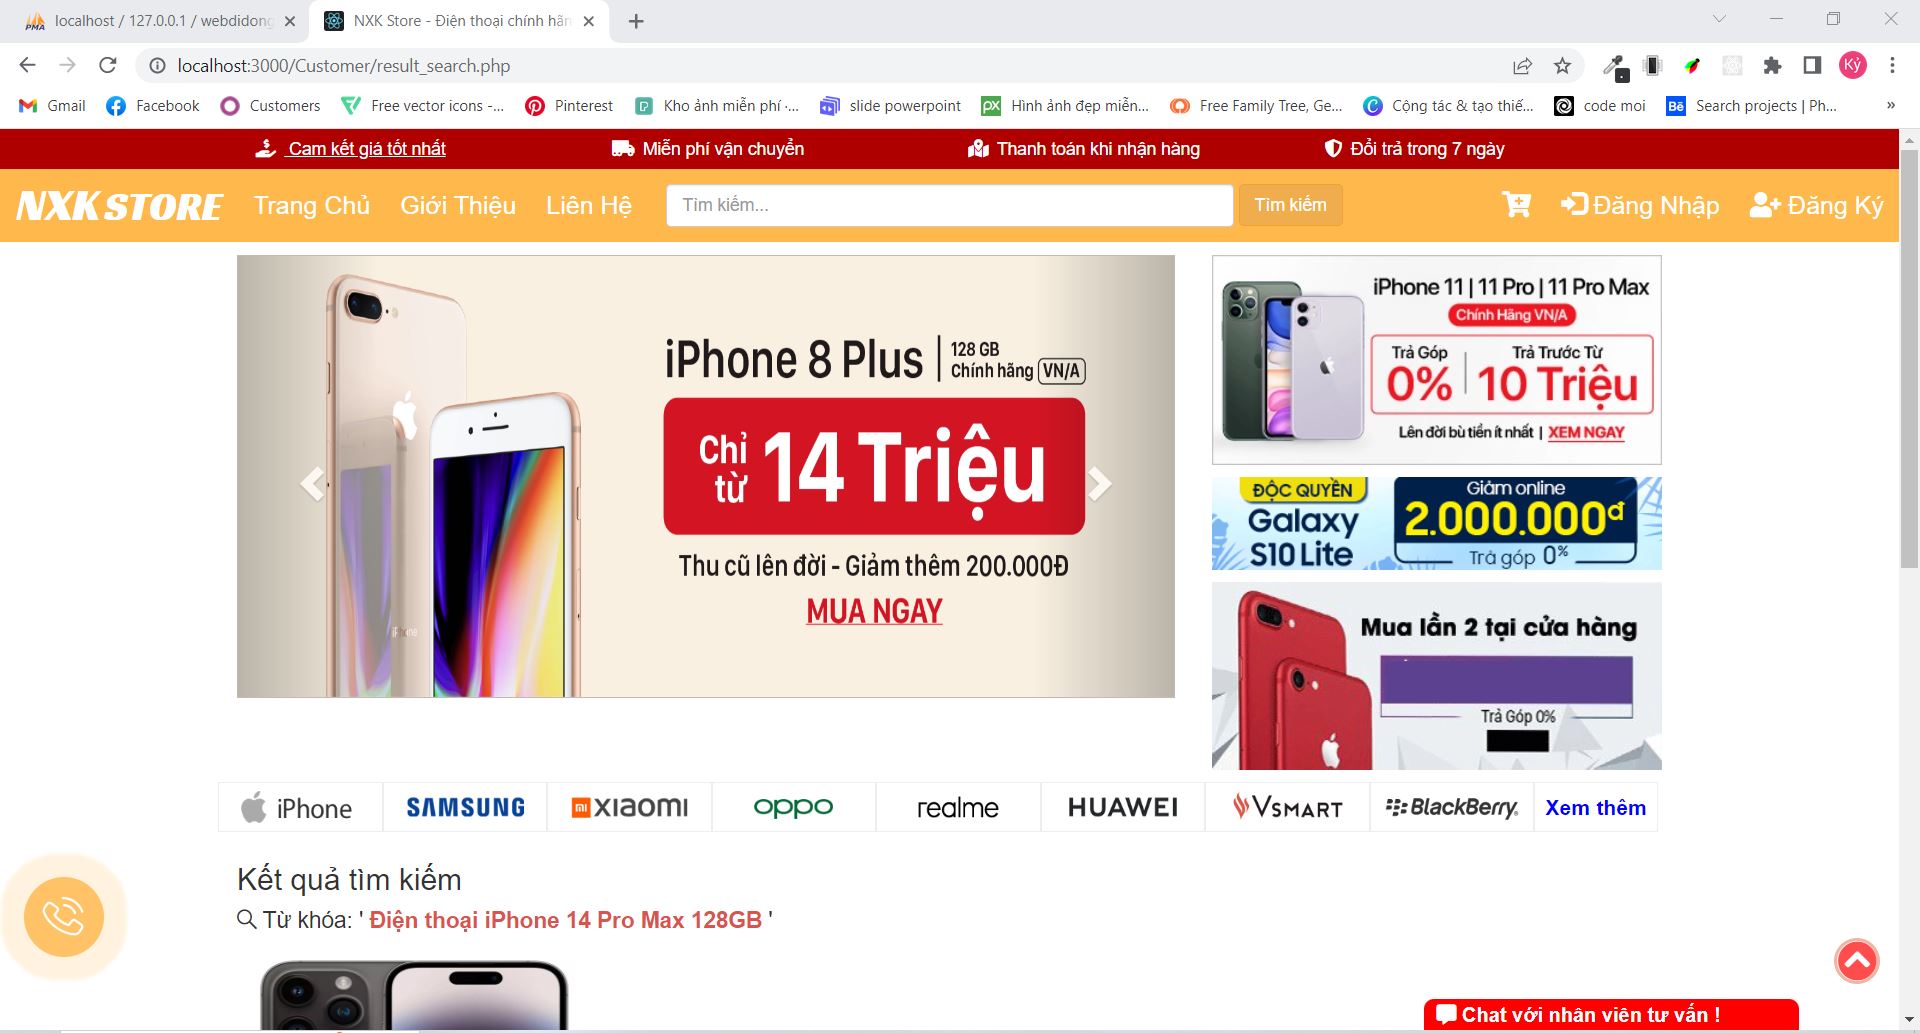 localhost / 127.0.0.1 / webdidong
NXK Store - Điện thoại chính hãn
localhost:3000/Customer/result_search.php
Kỷ
Gmail
Facebook
Customers
Free vector icons -...
Pinterest
Kho ảnh miễn phí -...
slide powerpoint
Hình ảnh đẹp miễn...
Free Family Tree, Ge...
Cộng tác & tạo thiế...
code moi
Search projects | Ph...
»
Cam kết giá tốt nhất
Miễn phí vận chuyển
Thanh toán khi nhận hàng
Đổi trả trong 7 ngày
NXK STORE
Trang Chủ
Giới Thiệu
Liên Hệ
Tìm kiếm...
Tìm kiếm
Đăng Nhập
Đăng Ký
iPhone 8 Plus
128 GB
Chính hãng VN/A
Chỉ từ 14 Triệu
Thu cũ lên đời - Giảm thêm 200.000Đ
MUA NGAY
iPhone 11 | 11 Pro | 11 Pro Max
Chính Hãng VN/A
Trả Góp 0%
Trả Trước Từ 10 Triệu
Lên đời bù tiền ít nhất | XEM NGAY
ĐỘC QUYỀN
Galaxy S10 Lite
Giảm online
2.000.000đ
Trả góp 0%
Mua lần 2 tại cửa hàng
Trả Góp 0%
iPhone
SAMSUNG
xiaomi
oppo
realme
HUAWEI
VSMART
BlackBerry
Xem thêm
Kết quả tìm kiếm
Từ khóa: ' Điện thoại iPhone 14 Pro Max 128GB '
Chat với nhân viên tư vấn !